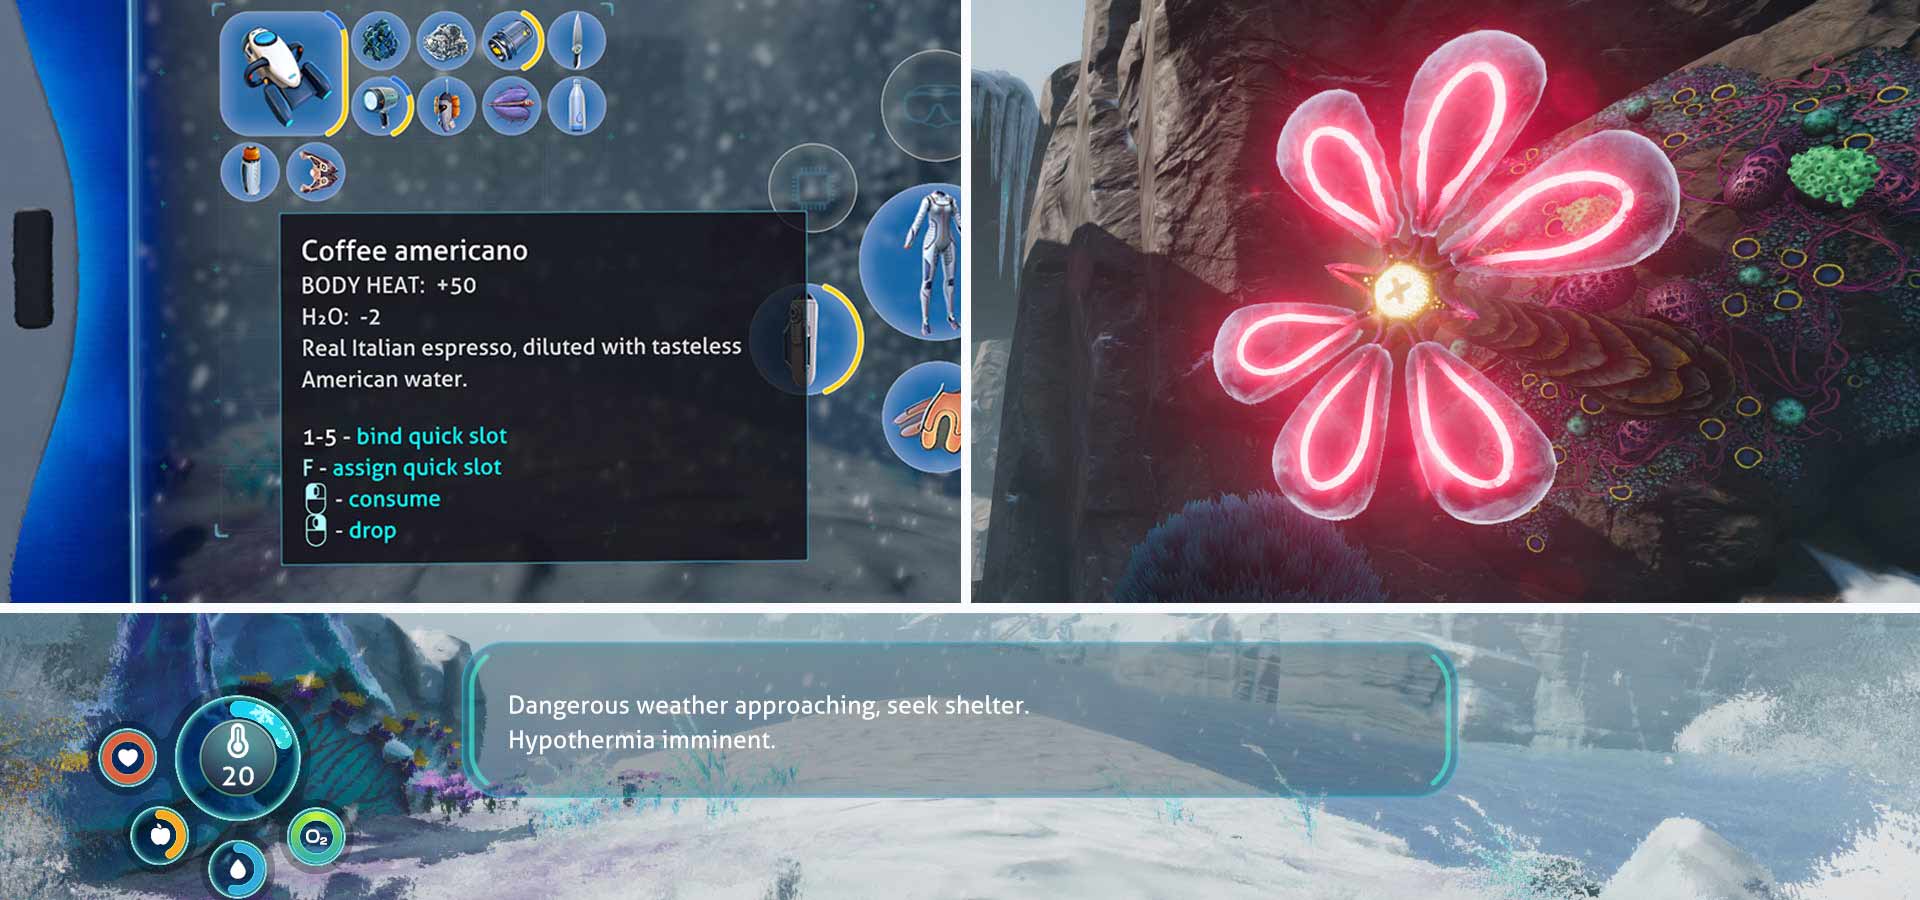 Coffee americano
BODY HEAT: +50
H₂O: -2
Real Italian espresso, diluted with tasteless
American water.
1-5 - bind quick slot
F - assign quick slot
- consume
- drop
Dangerous weather approaching, seek shelter.
Hypothermia imminent.
20
O₂